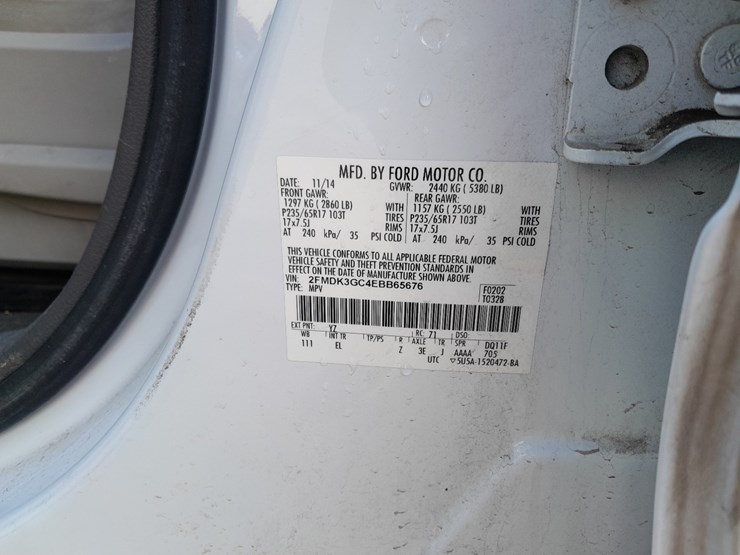 MFD. BY FORD MOTOR CO.
DATE: 11/14 GVWR: 2440 KG ( 5380 LB)
FRONT GAWR: REAR GAWR:
1297 KG ( 2860 LB) WITH 1157 KG ( 2550 LB) WITH
P235/65R17 103T TIRES P235/65R17 103T TIRES
17x7.5J RIMS 17x7.5J RIMS
AT 240 kPa/ 35 PSI COLD AT 240 kPa/ 35 PSI COLD
THIS VEHICLE CONFORMS TO ALL APPLICABLE FEDERAL MOTOR
VEHICLE SAFETY AND THEFT PREVENTION STANDARDS IN
EFFECT ON THE DATE OF MANUFACTURE SHOWN ABOVE.
VIN: 2FMDK3GC4EBB65676 F0202
TYPE: MPV T0328
EXT PNT: YZ RC: 71 DSO:
WB INT TR TP/PS R AXLE TR SPR DQ11F
111 EL Z 3E J AAAA 705
UTC 5U5A-1520472-BA